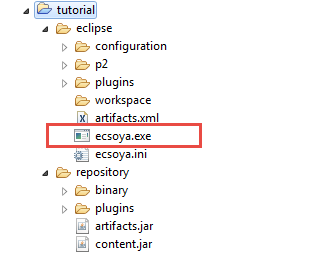 tutorial
eclipse
configuration
p2
plugins
workspace
artifacts.xml
ecsoya.exe
ecsoya.ini
repository
binary
plugins
artifacts.jar
content.jar